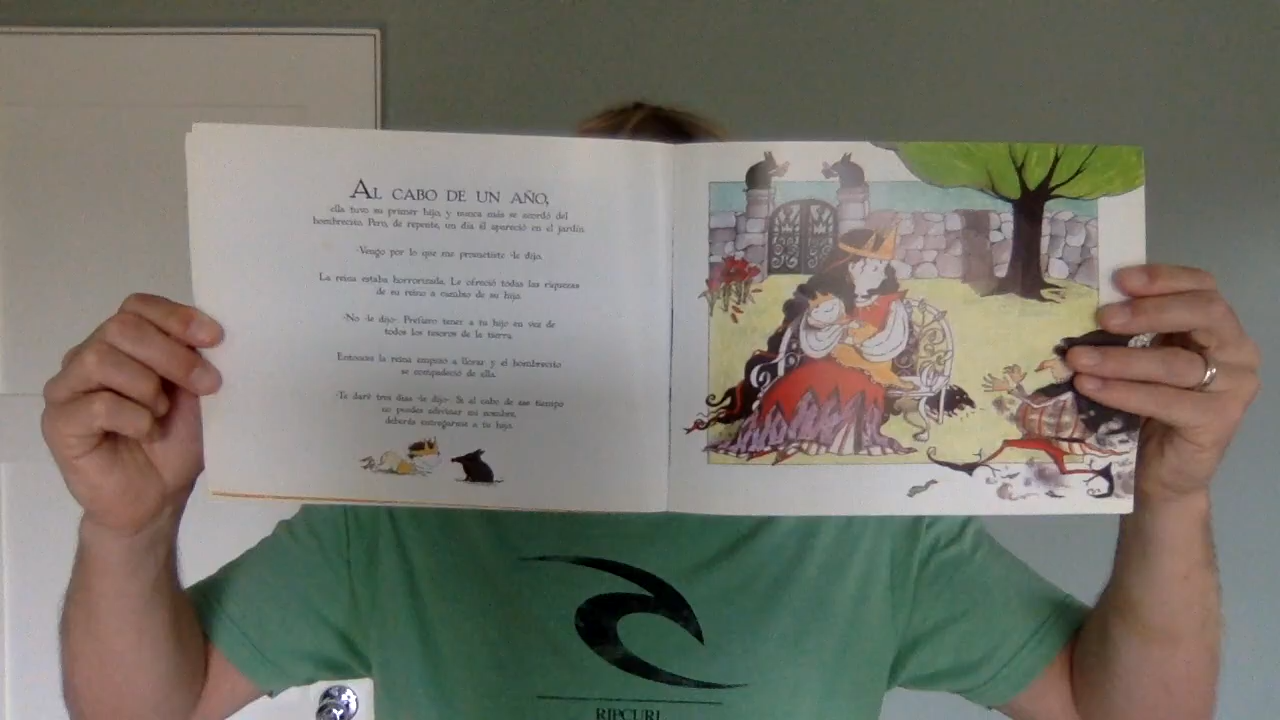 AL CABO DE UN AÑO,
ella tuvo su primer hijo, y nunca más se acordó del
hombrecito. Pero, de repente, un día él apareció en el jardín.
-Vengo por lo que me prometiste -le dijo.
La reina estaba horrorizada. Le ofreció todas las riquezas
de su reino a cambio de su hijo.
-No -le dijo-. Prefiero tener a tu hijo en vez de
todos los tesoros de la tierra.
Entonces la reina empezó a llorar y el hombrecito
se compadeció de ella.
-Te daré tres días -le dijo-. Si al cabo de ese tiempo
no puedes adivinar mi nombre,
deberás entregarme a tu hijo.
RIPCURL